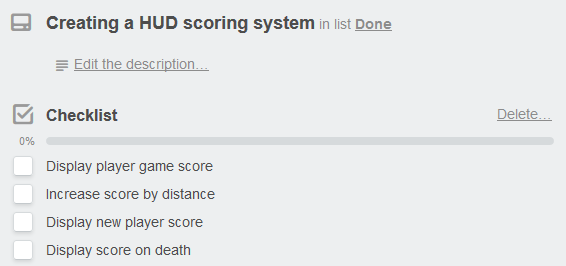 Creating a HUD scoring system in list Done
Edit the description…
Checklist Delete…
0%
Display player game score
Increase score by distance
Display new player score
Display score on death